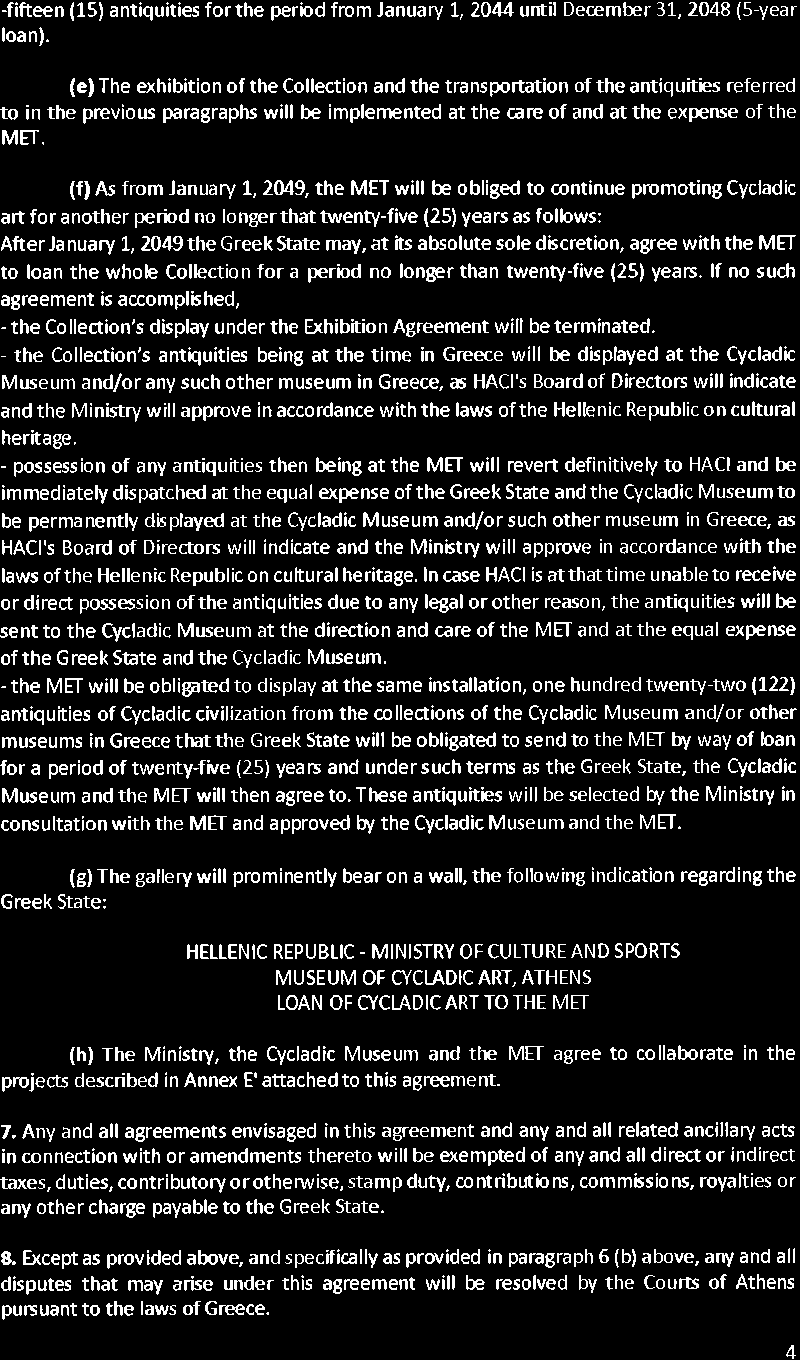 -fifteen (15) antiquities for the period from January 1, 2044 until December 31, 2048 (5-year
loan).
(e) The exhibition of the Collection and the transportation of the antiquities referred
to in the previous paragraphs will be implemented at the care of and at the expense of the
MET.
(f) As from January 1, 2049, the MET will be obliged to continue promoting Cycladic
art for another period no longer that twenty-five (25) years as follows:
After January 1, 2049 the Greek State may, at its absolute sole discretion, agree with the MET
to loan the whole Collection for a period no longer than twenty-five (25) years. If no such
agreement is accomplished,
- the Collection's display under the Exhibition Agreement will be terminated.
- the Collection's antiquities being at the time in Greece will be displayed at the Cycladic
Museum and/or any such other museum in Greece, as HACI's Board of Directors will indicate
and the Ministry will approve in accordance with the laws of the Hellenic Republic on cultural
heritage.
- possession of any antiquities then being at the MET will revert definitively to HACI and be
immediately dispatched at the equal expense of the Greek State and the Cycladic Museum to
be permanently displayed at the Cycladic Museum and/or such other museum in Greece, as
HACI's Board of Directors will indicate and the Ministry will approve in accordance with the
laws of the Hellenic Republic on cultural heritage. In case HACI is at that time unable to receive
or direct possession of the antiquities due to any legal or other reason, the antiquities will be
sent to the Cycladic Museum at the direction and care of the MET and at the equal expense
of the Greek State and the Cycladic Museum.
- the MET will be obligated to display at the same installation, one hundred twenty-two (122)
antiquities of Cycladic civilization from the collections of the Cycladic Museum and/or other
museums in Greece that the Greek State will be obligated to send to the MET by way of loan
for a period of twenty-five (25) years and under such terms as the Greek State, the Cycladic
Museum and the MET will then agree to. These antiquities will be selected by the Ministry in
consultation with the MET and approved by the Cycladic Museum and the MET.
(g) The gallery will prominently bear on a wall, the following indication regarding the
Greek State:
HELLENIC REPUBLIC - MINISTRY OF CULTURE AND SPORTS
MUSEUM OF CYCLADIC ART, ATHENS
LOAN OF CYCLADIC ART TO THE MET
(h) The Ministry, the Cycladic Museum and the MET agree to collaborate in the
projects described in Annex E' attached to this agreement.
7. Any and all agreements envisaged in this agreement and any and all related ancillary acts
in connection with or amendments thereto will be exempted of any and all direct or indirect
taxes, duties, contributory or otherwise, stamp duty, contributions, commissions, royalties or
any other charge payable to the Greek State.
8. Except as provided above, and specifically as provided in paragraph 6 (b) above, any and all
disputes that may arise under this agreement will be resolved by the Courts of Athens
pursuant to the laws of Greece.
4